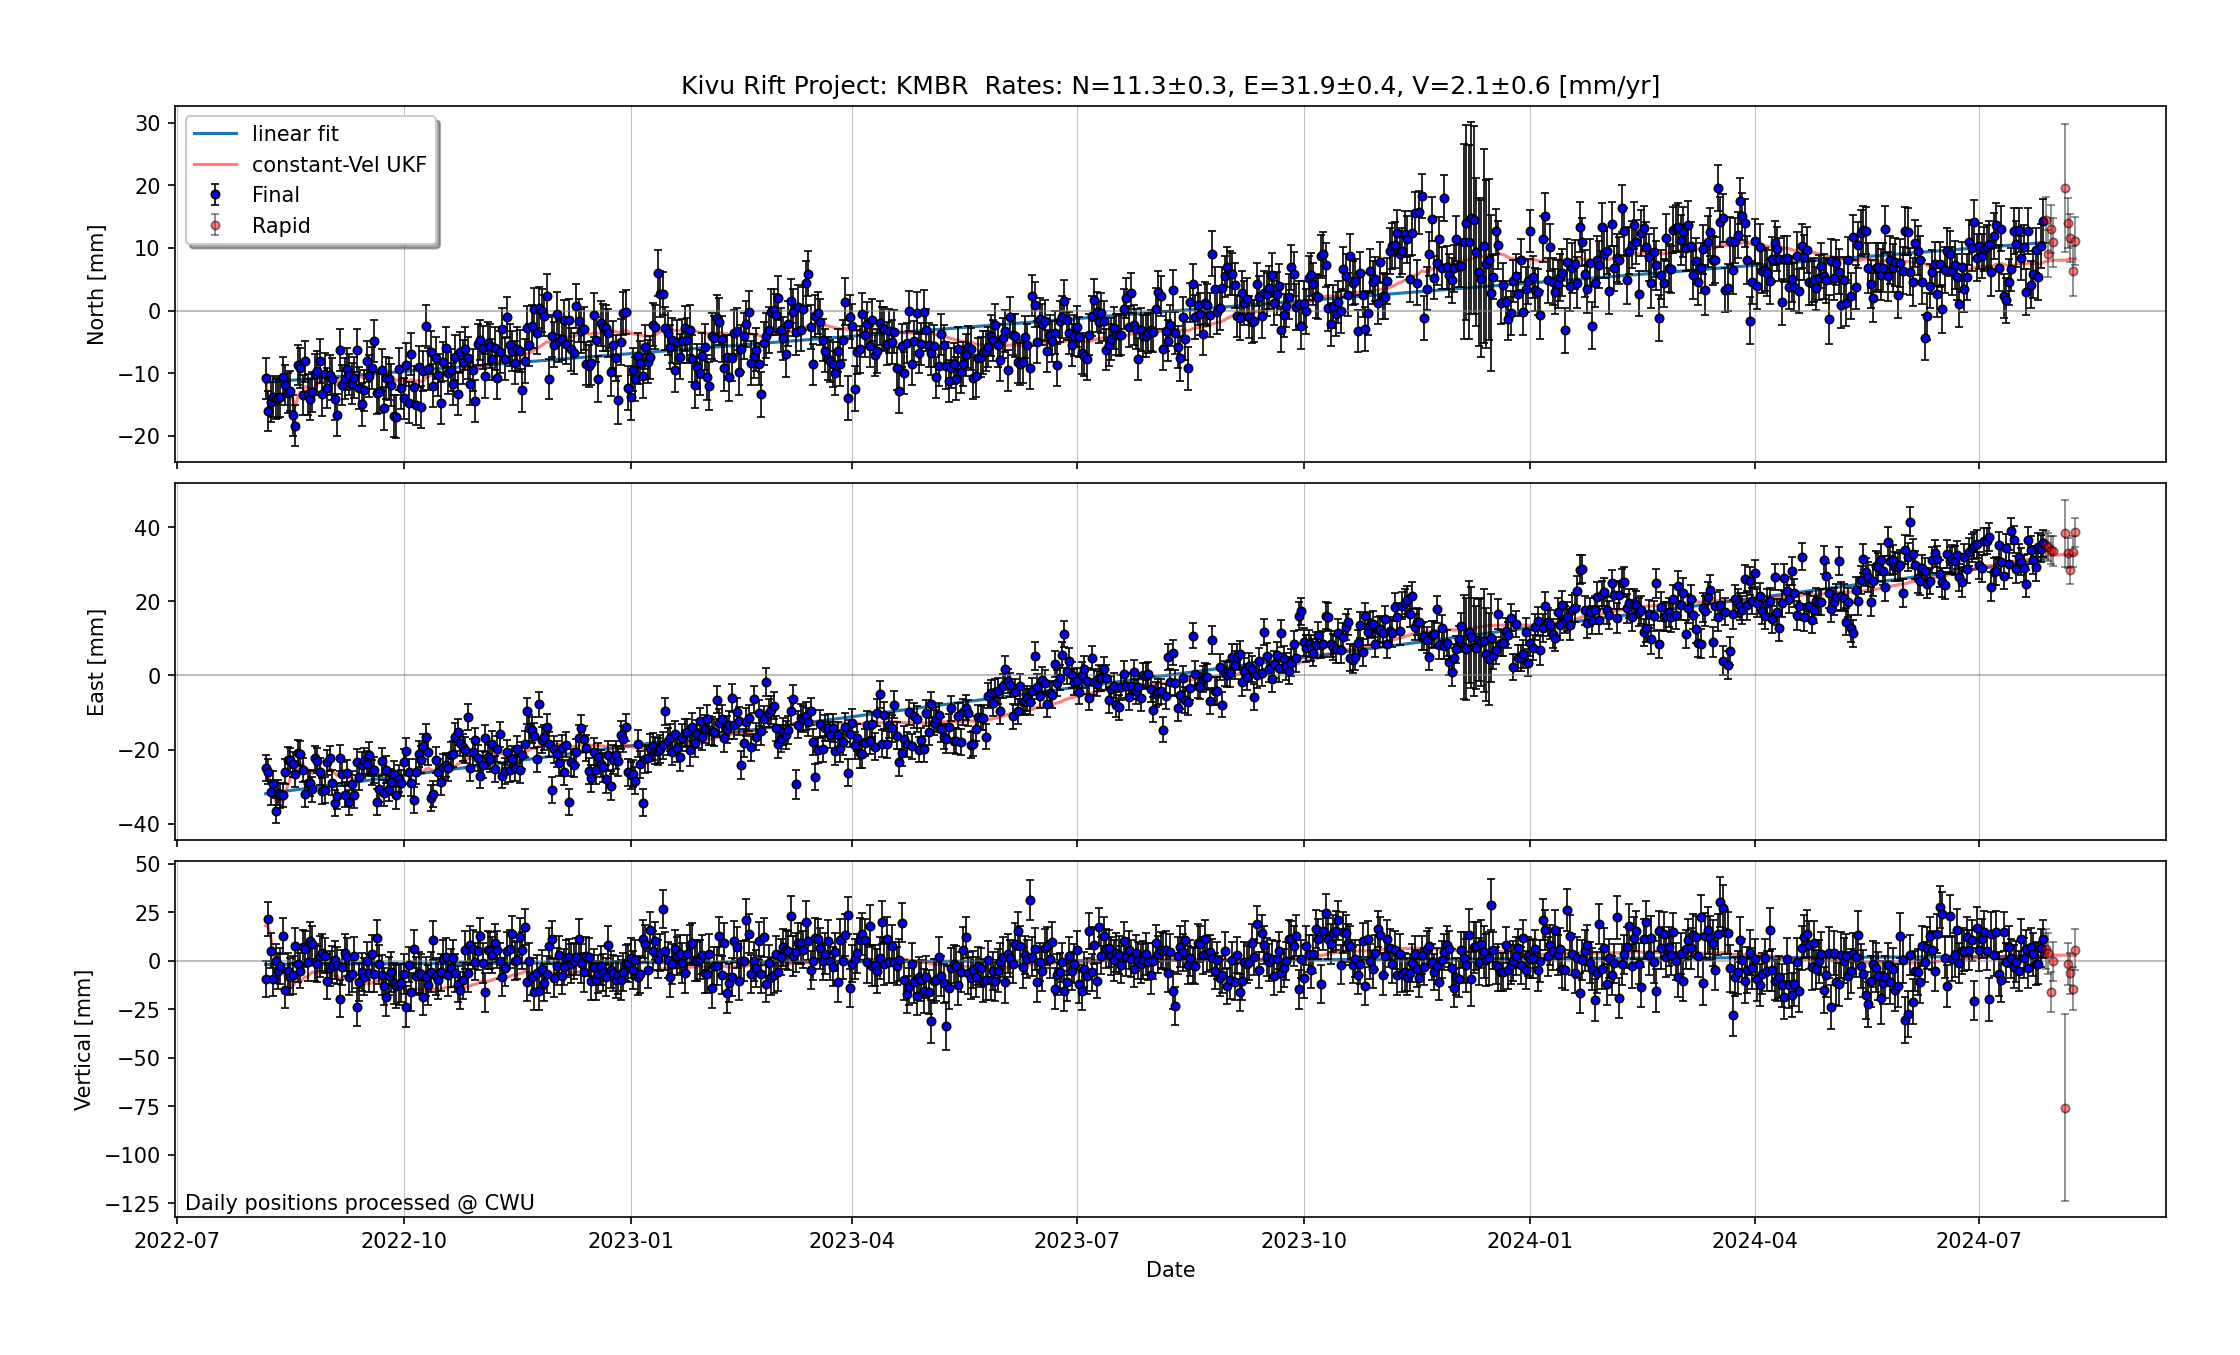 Kivu Rift Project: KMBR  Rates: N=11.3±0.3, E=31.9±0.4, V=2.1±0.6 [mm/yr]
linear fit
constant-Vel UKF
Final
Rapid
North [mm]
30
20
10
0
−10
−20
East [mm]
40
20
0
−20
−40
Vertical [mm]
50
25
0
−25
−50
−75
−100
−125
Daily positions processed @ CWU
2022-07 2022-10 2023-01 2023-04 2023-07 2023-10 2024-01 2024-04 2024-07
Date